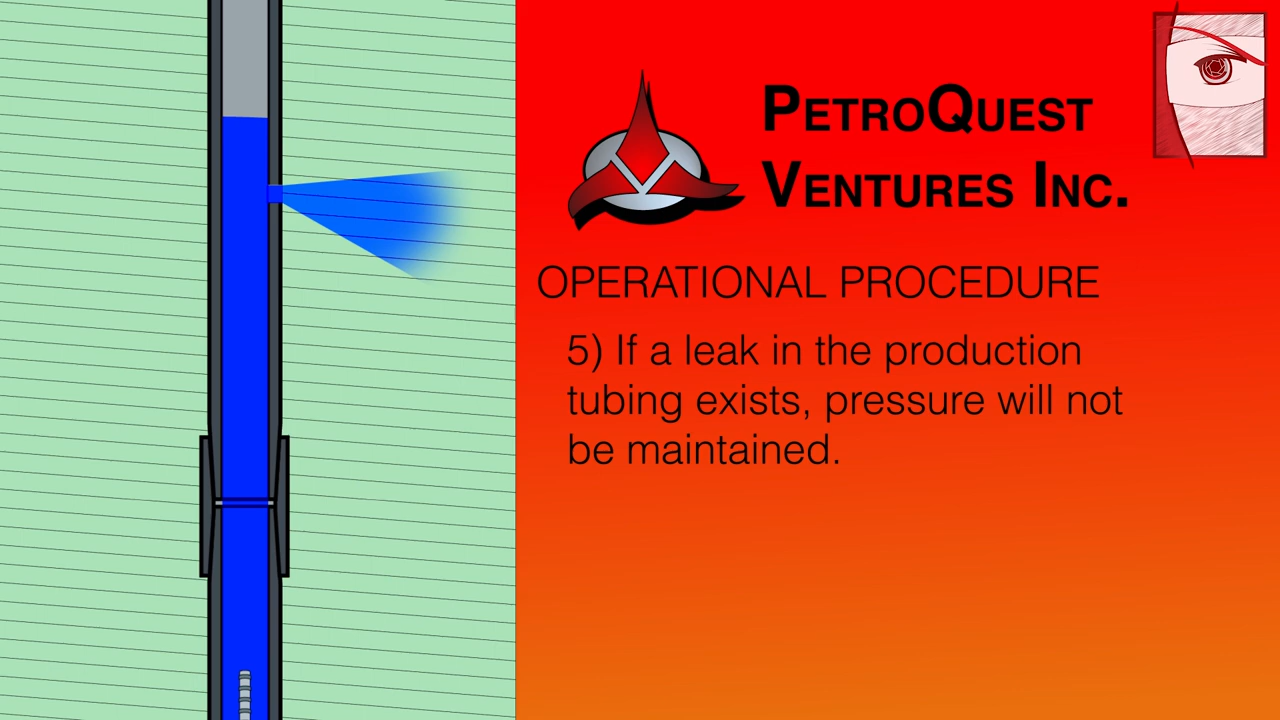 PETROQUEST
VENTURES INC.
OPERATIONAL PROCEDURE
5) If a leak in the production
tubing exists, pressure will not
be maintained.